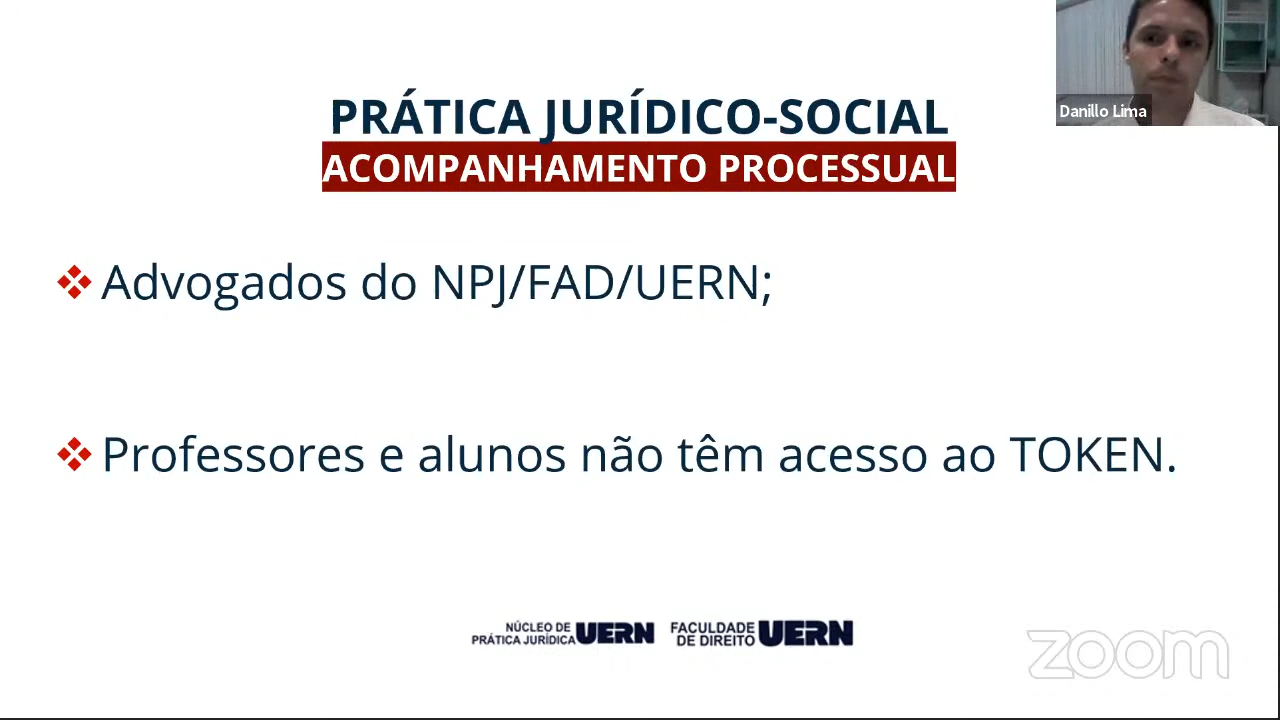 Danillo Lima
PRÁTICA JURÍDICO-SOCIAL
ACOMPANHAMENTO PROCESSUAL
Advogados do NPJ/FAD/UERN;
Professores e alunos não têm acesso ao TOKEN.
NÚCLEO DE
PRÁTICA JURÍDICA UERN
FACULDADE
DE DIREITO UERN
zoom